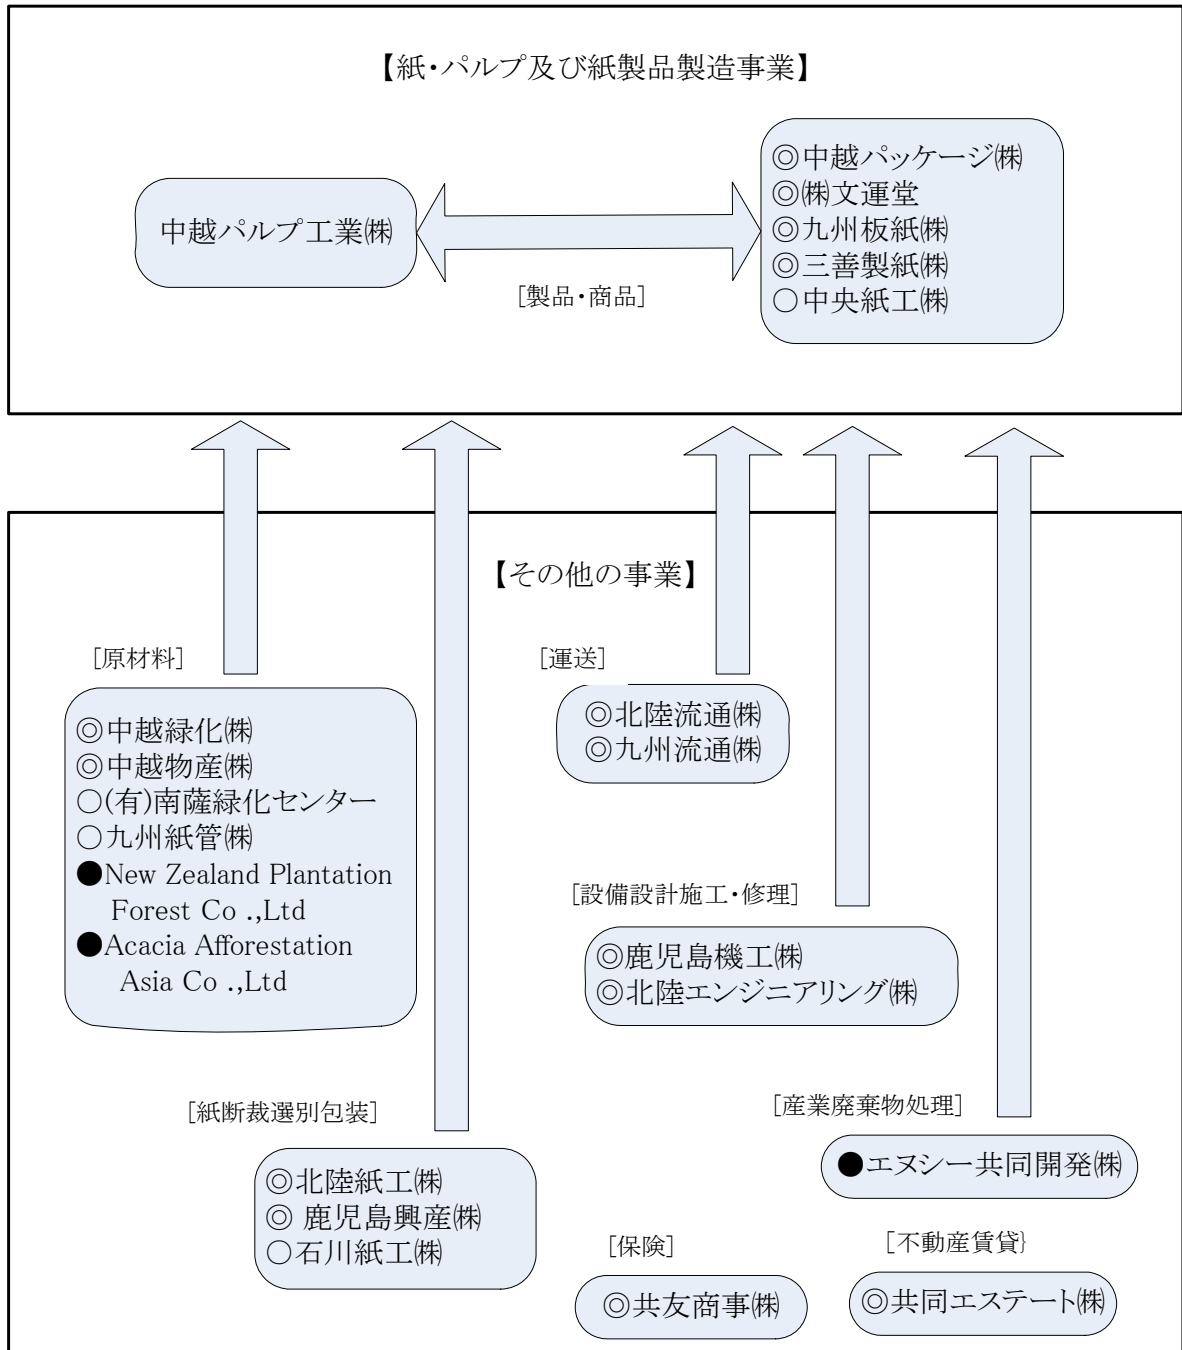 【紙・パルプ及び紙製品製造事業】
中越パルプ工業㈱
[製品・商品]
◎中越パッケージ㈱
◎㈱文運堂
◎九州板紙㈱
◎三善製紙㈱
○中央紙工㈱
【その他の事業】
[原材料]
◎中越緑化㈱
◎中越物産㈱
○(有)南薩緑化センター
○九州紙管㈱
●New Zealand Plantation
Forest Co .,Ltd
●Acacia Afforestation
Asia Co .,Ltd
[運送]
◎北陸流通㈱
◎九州流通㈱
[設備設計施工・修理]
◎鹿児島機工㈱
◎北陸エンジニアリング㈱
[紙断裁選別包装]
◎北陸紙工㈱
◎ 鹿児島興産㈱
○石川紙工㈱
[産業廃棄物処理]
●エヌシー共同開発㈱
[保険]
◎共友商事㈱
[不動産賃貸}
◎共同エステート㈱